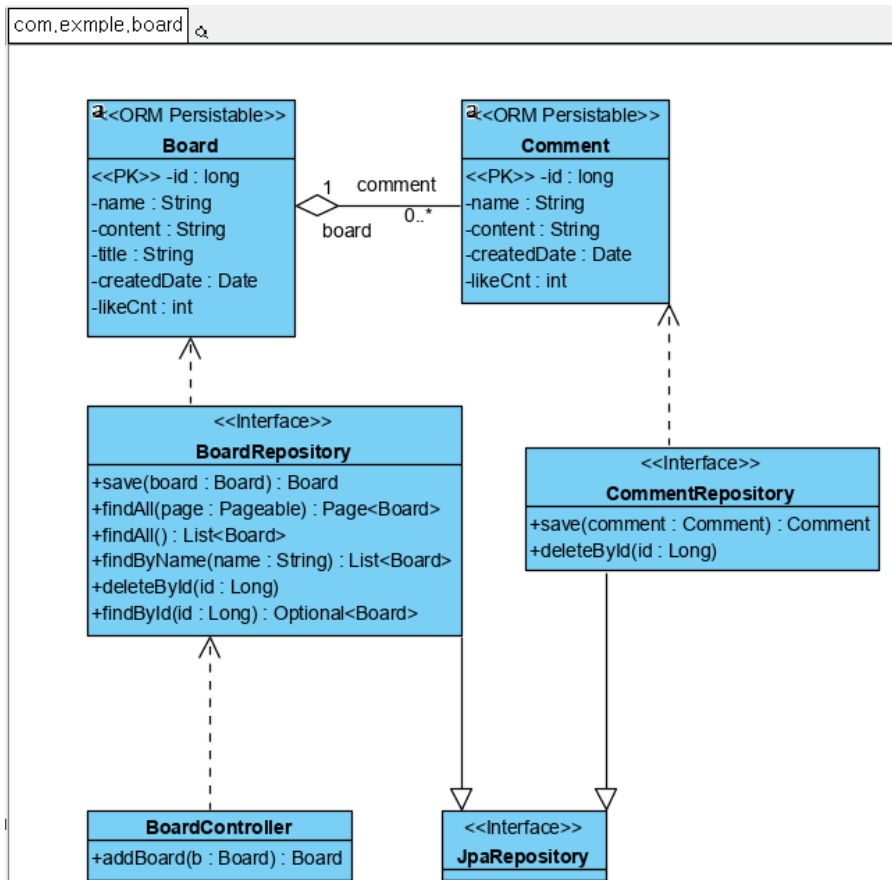 com.exmple.board
<<ORM Persistable>>
Board
<<PK>> -id : long
-name : String
-content : String
-title : String
-createdDate : Date
-likeCnt : int
1
comment
0..*
board
<<ORM Persistable>>
Comment
<<PK>> -id : long
-name : String
-content : String
-createdDate : Date
-likeCnt : int
<<Interface>>
BoardRepository
+save(board : Board) : Board
+findAll(page : Pageable) : Page<Board>
+findAll() : List<Board>
+findByName(name : String) : List<Board>
+deleteById(id : Long)
+findById(id : Long) : Optional<Board>
<<Interface>>
CommentRepository
+save(comment : Comment) : Comment
+deleteById(id : Long)
BoardController
+addBoard(b : Board) : Board
<<Interface>>
JpaRepository